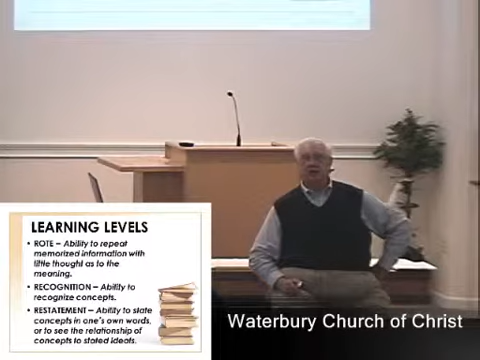 LEARNING LEVELS
• ROTE – Ability to repeat
memorized information with
little thought as to the
meaning.
• RECOGNITION – Ability to
recognize concepts.
• RESTATEMENT – Ability to state
concepts in one's own words,
or to see the relationship of
concepts to stated ideals.
Waterbury Church of Christ